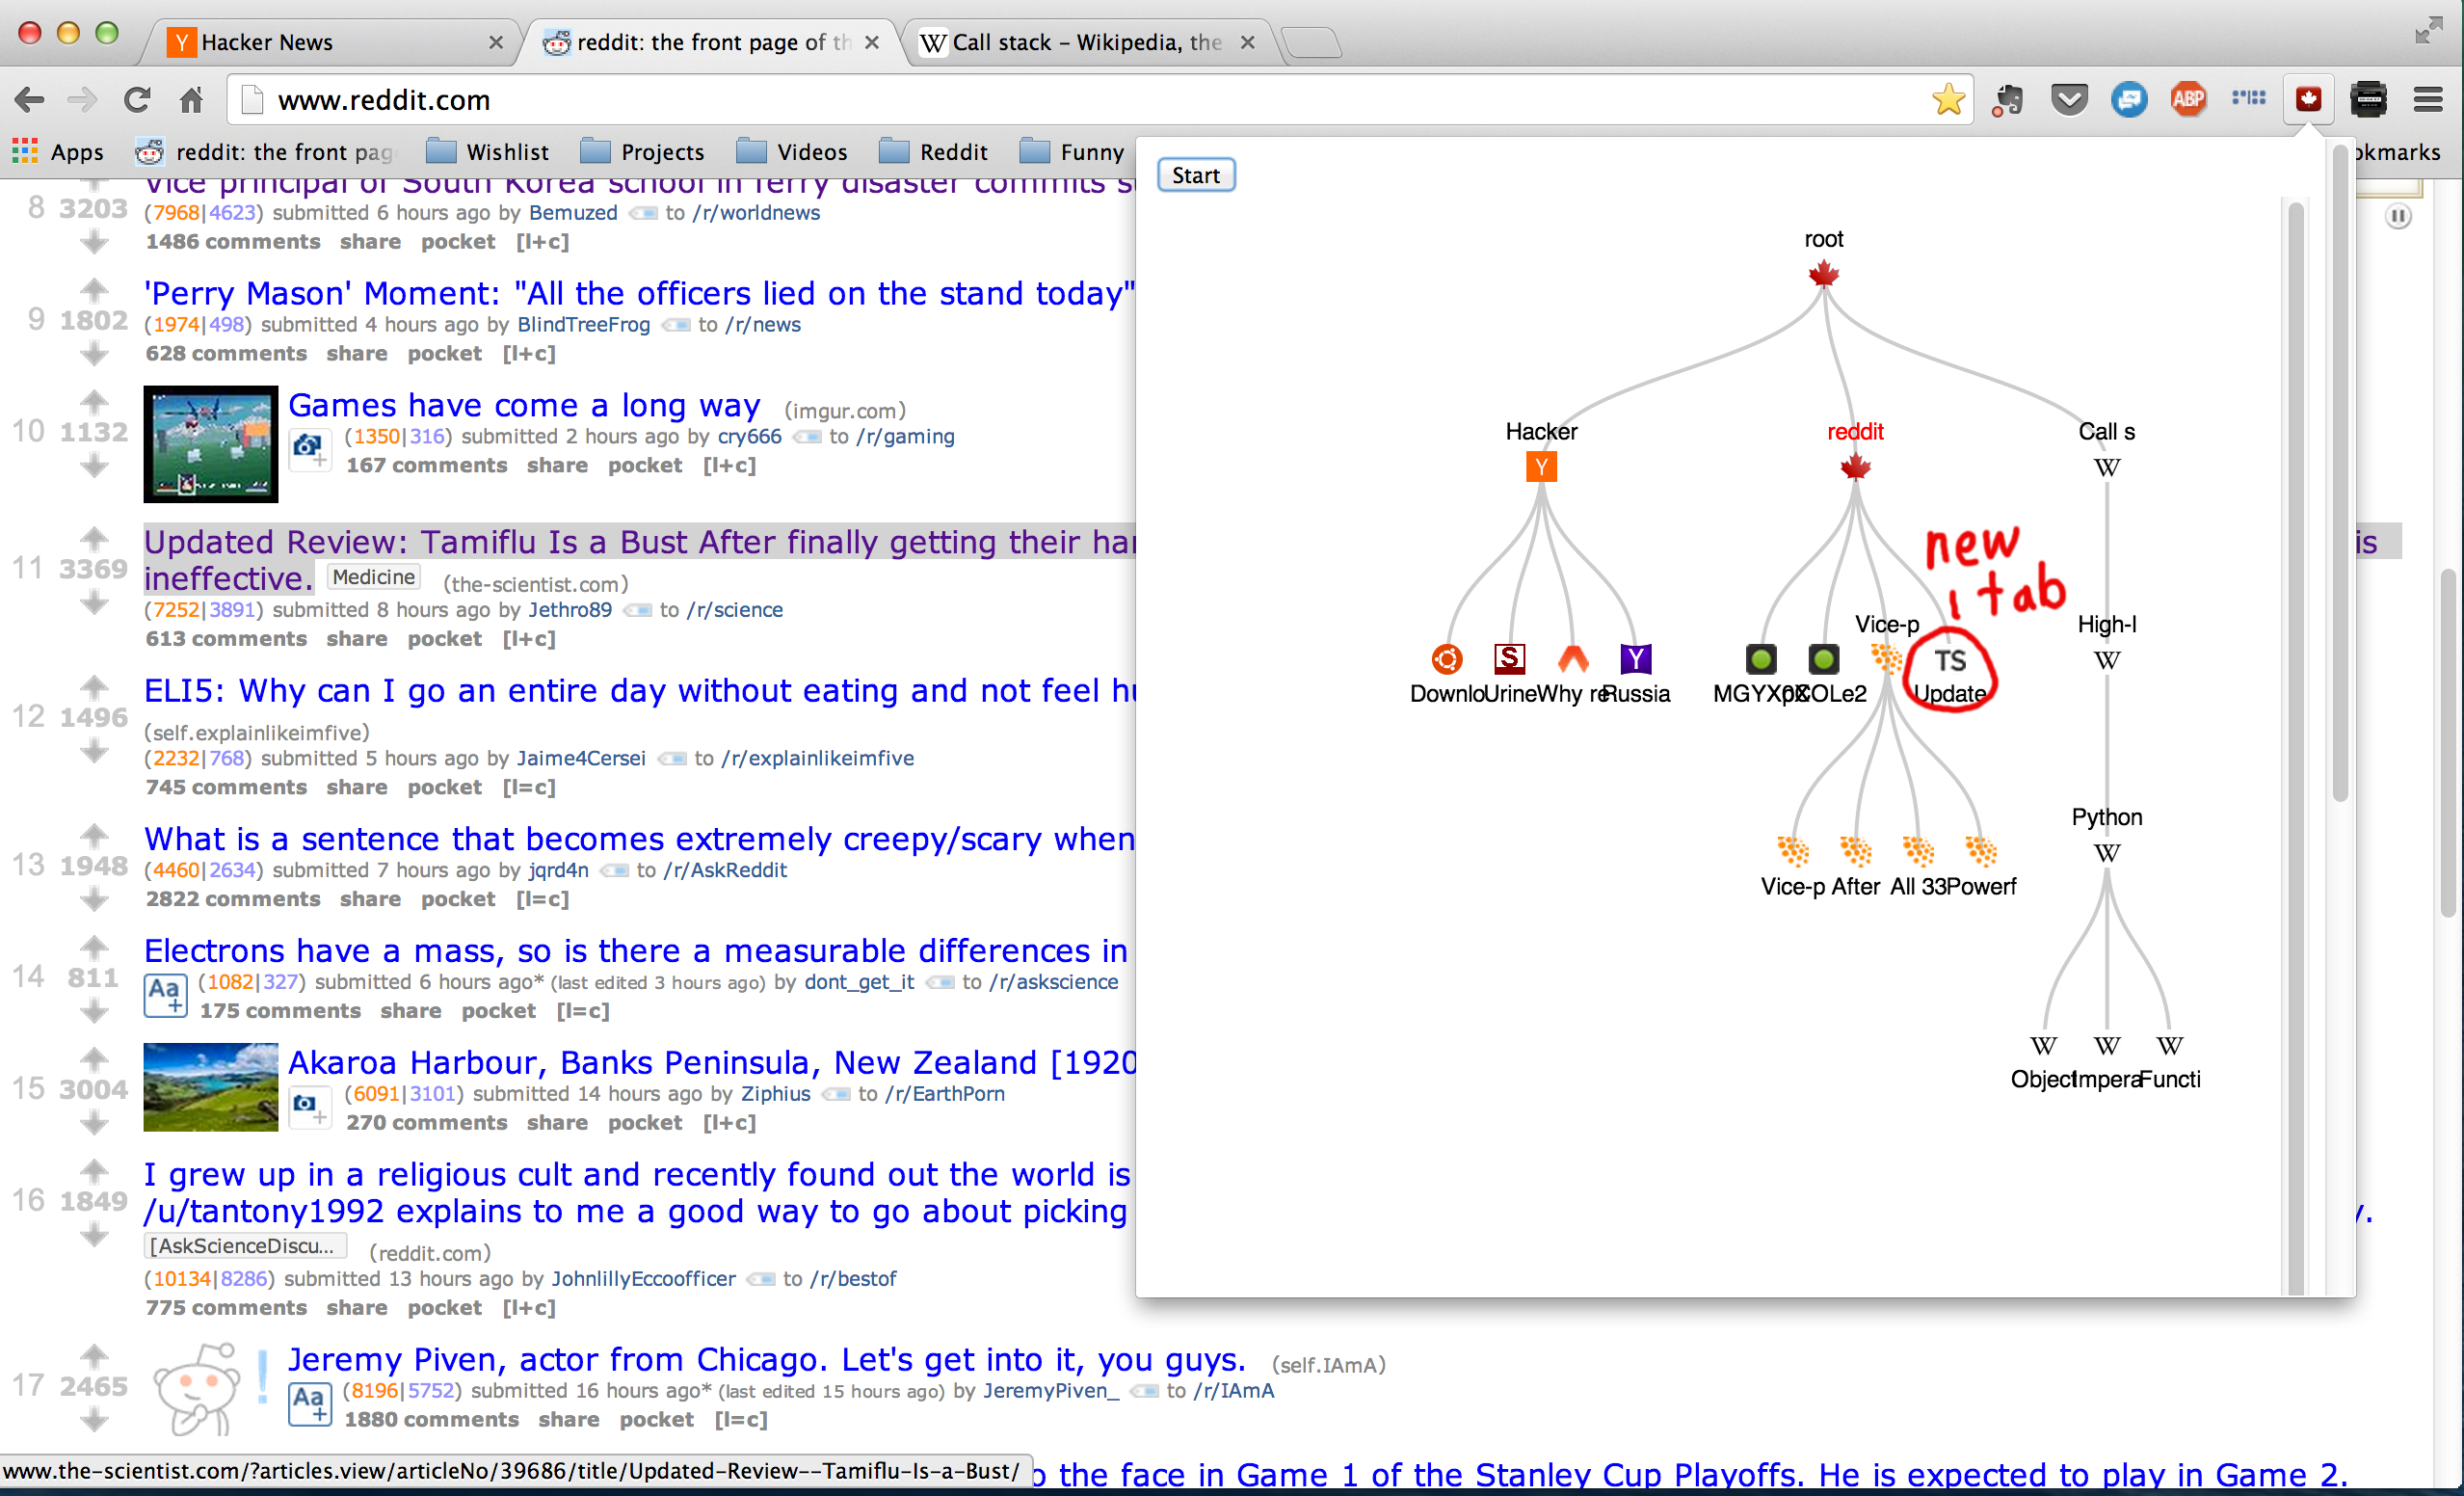 Hacker News
reddit: the front page of th
Call stack – Wikipedia, the
www.reddit.com
ABP
Apps
reddit: the front pag
Wishlist
Projects
Videos
Reddit
Funny
okmarks
8 3203
Vice principal of South Korea school in ferry disaster commits s
(7968|4623) submitted 6 hours ago by Bemuzed to /r/worldnews
1486 comments share pocket [l+c]
9 1802
'Perry Mason' Moment: "All the officers lied on the stand today"
(1974|498) submitted 4 hours ago by BlindTreeFrog to /r/news
628 comments share pocket [l+c]
10 1132
Games have come a long way (imgur.com)
(1350|316) submitted 2 hours ago by cry666 to /r/gaming
167 comments share pocket [l+c]
11 3369
Updated Review: Tamiflu Is a Bust After finally getting their har
is
ineffective. Medicine (the-scientist.com)
(7252|3891) submitted 8 hours ago by Jethro89 to /r/science
613 comments share pocket [l+c]
12 1496
ELI5: Why can I go an entire day without eating and not feel hu
(self.explainlikeimfive)
(2232|768) submitted 5 hours ago by Jaime4Cersei to /r/explainlikeimfive
745 comments share pocket [l=c]
13 1948
What is a sentence that becomes extremely creepy/scary when
(4460|2634) submitted 7 hours ago by jqrd4n to /r/AskReddit
2822 comments share pocket [l=c]
14 811
Electrons have a mass, so is there a measurable differences in
Aa (1082|327) submitted 6 hours ago* (last edited 3 hours ago) by dont_get_it to /r/askscience
175 comments share pocket [l=c]
15 3004
Akaroa Harbour, Banks Peninsula, New Zealand [1920
(6091|3101) submitted 14 hours ago by Ziphius to /r/EarthPorn
270 comments share pocket [l+c]
16 1849
I grew up in a religious cult and recently found out the world is
/u/tantony1992 explains to me a good way to go about picking
y.
[AskScienceDiscu... (reddit.com)
(10134|8286) submitted 13 hours ago by JohnlillyEccoofficer to /r/bestof
775 comments share pocket [l+c]
17 2465
Jeremy Piven, actor from Chicago. Let's get into it, you guys. (self.IAmA)
Aa (8196|5752) submitted 16 hours ago* (last edited 15 hours ago) by JeremyPiven_ to /r/IAmA
1880 comments share pocket [l=c]
www.the-scientist.com/?articles.view/articleNo/39686/title/Updated-Review--Tamiflu-Is-a-Bust/
o the face in Game 1 of the Stanley Cup Playoffs. He is expected to play in Game 2.
Start
root
Hacker
reddit
Call s
Y
W
new
1 tab
Vice-p
High-l
S
Y
TS
W
Downlo
Urine
Why re
Russia
MGYXp
XOLe2
Update
Python
W
Vice-p
After
All 33
Powerf
W
W
W
Object
Impera
Functi